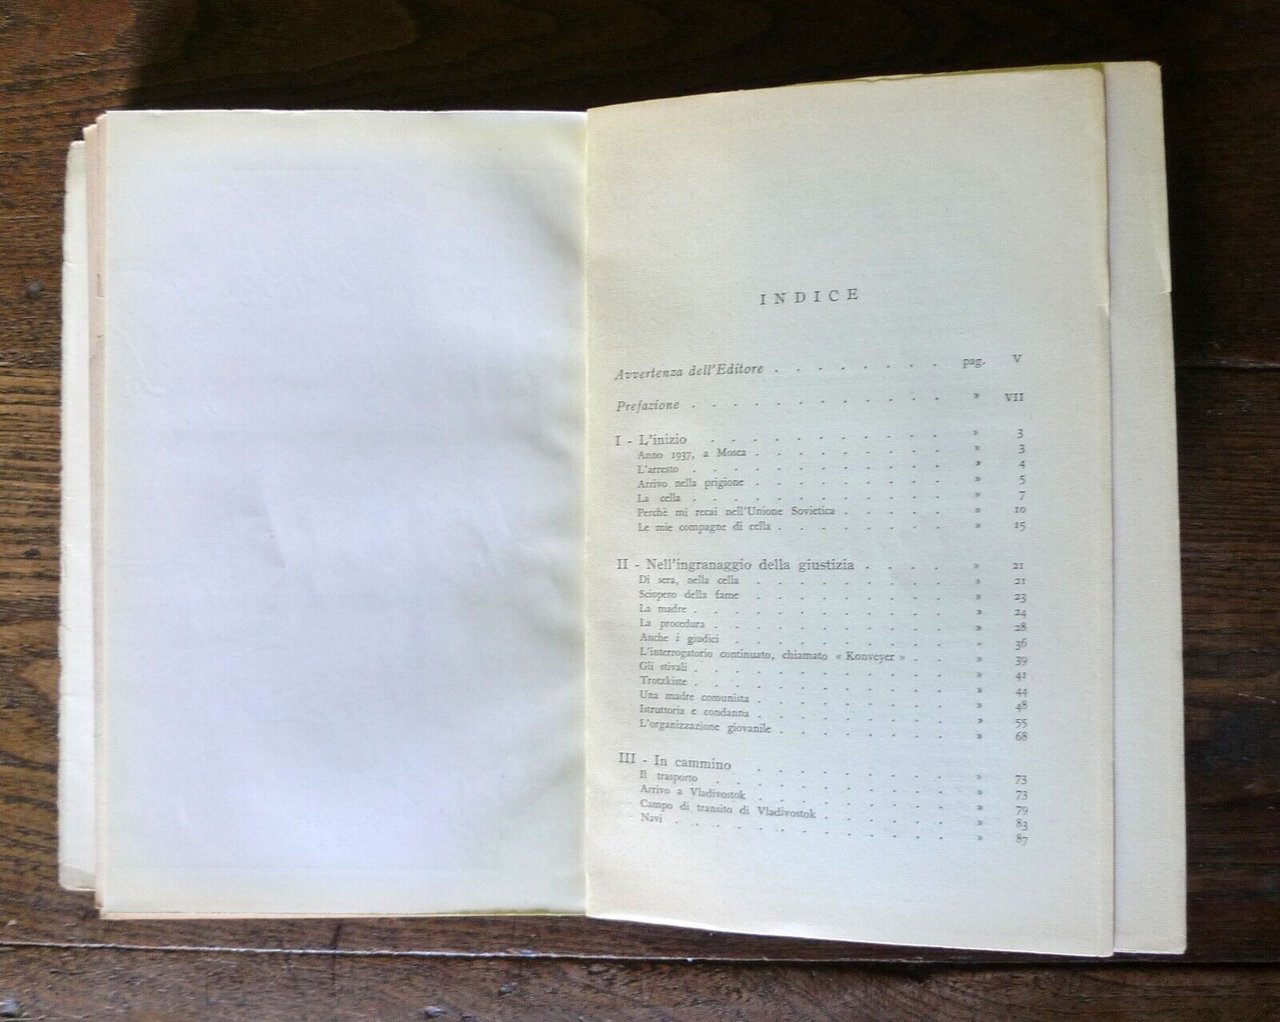 INDICE
Avvertenza dell'Editore . . . . . . . . pag. V
Prefazione . . . . . . . . . . . . » VII
I - L'inizio . . . . . . . . . . . » 3
Anno 1937, a Mosca . . . . . . . . . » 3
L'arresto . . . . . . . . . . . . » 4
Arrivo nella prigione . . . . . . . . . » 5
La cella . . . . . . . . . . . . » 7
Perchè mi recai nell'Unione Sovietica . . . . . » 10
Le mie compagne di cella . . . . . . . . » 15
II - Nell'ingranaggio della giustizia . . . . » 21
Di sera, nella cella . . . . . . . . . » 21
Sciopero della fame . . . . . . . . . » 23
La madre . . . . . . . . . . . . » 24
La procedura . . . . . . . . . . . » 28
Anche i giudici . . . . . . . . . . » 36
L'interrogatorio continuato, chiamato « Konveyer » . . » 39
Gli stivali . . . . . . . . . . . . » 41
Trotzkiste . . . . . . . . . . . . » 44
Una madre comunista . . . . . . . . . » 48
Istruttoria e condanna . . . . . . . . . » 55
L'organizzazione giovanile . . . . . . . . » 68
III - In cammino . . . . . . . . . » 73
Il trasporto . . . . . . . . . . . » 73
Arrivo a Vladivostok . . . . . . . . . » 79
Campo di transito di Vladivostok . . . . . . » 83
Navi . . . . . . . . . . . . . » 87